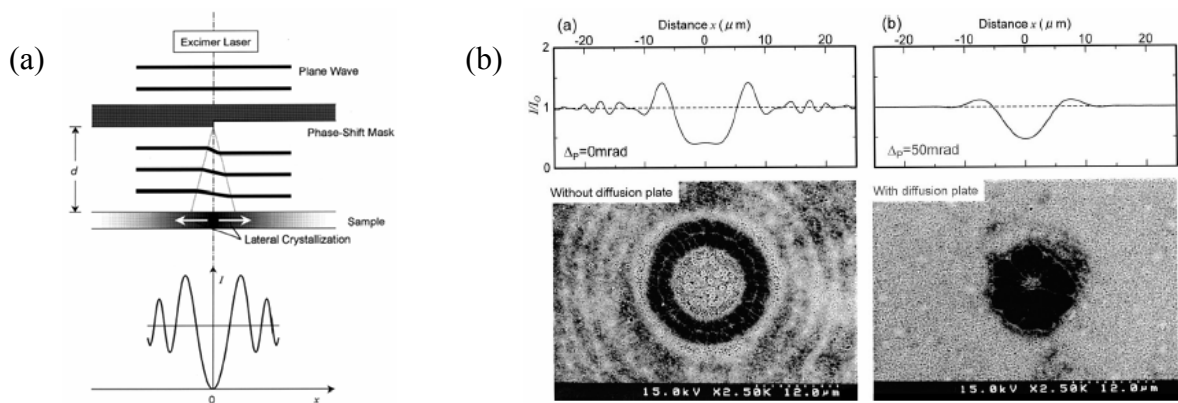 (a)
Excimer Laser
Plane Wave
Phase-Shift Mask
d
Sample
Lateral Crystallization
I
0
x
(b)
(a)
Distance x (μm)
-20 -10 0 10 20
2
1
0
I/I₀
Δp=0mrad
Without diffusion plate
15.0kV X2.50K 12.0μm
(b)
Distance x (μm)
-20 -10 0 10 20
Δp=50mrad
With diffusion plate
15.0kV X2.50K 12.0μm